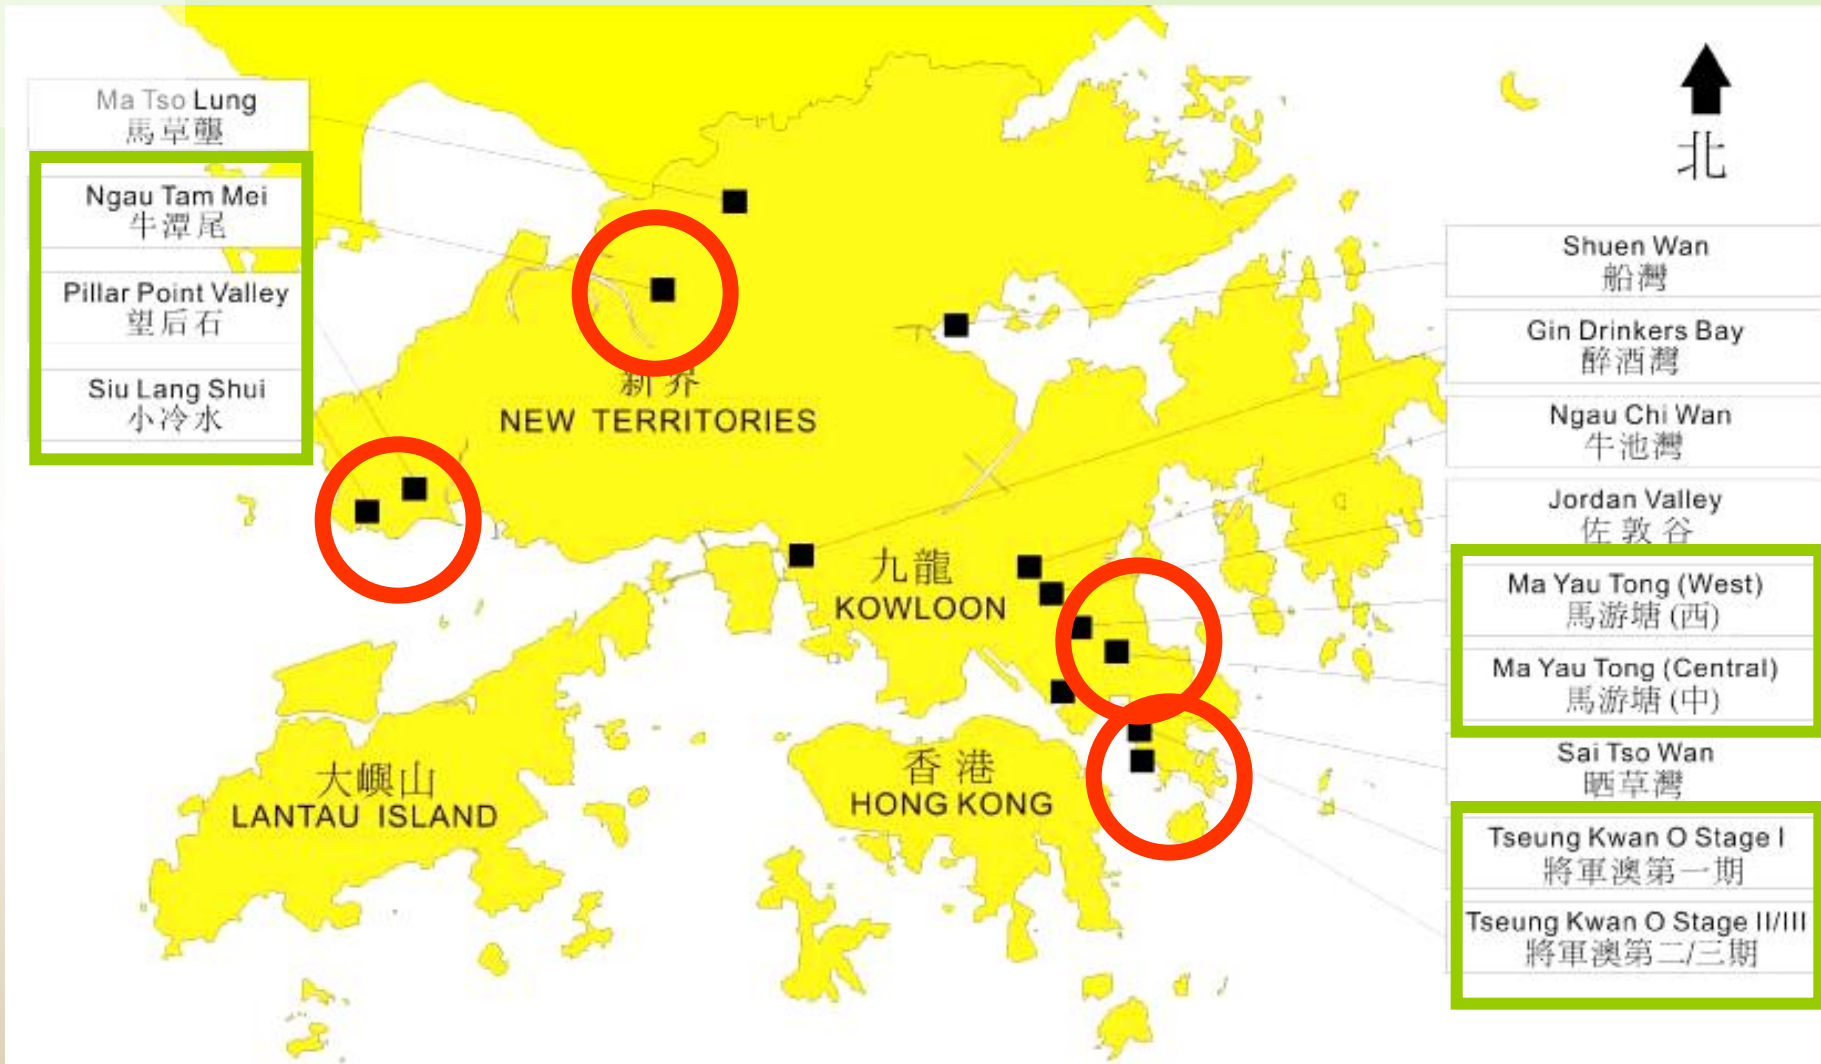 Ma Tso Lung
馬草壟
Ngau Tam Mei
牛潭尾
Pillar Point Valley
望后石
Siu Lang Shui
小冷水
北
新界
NEW TERRITORIES
九龍
KOWLOON
大嶼山
LANTAU ISLAND
香港
HONG KONG
Shuen Wan
船灣
Gin Drinkers Bay
醉酒灣
Ngau Chi Wan
牛池灣
Jordan Valley
佐敦谷
Ma Yau Tong (West)
馬游塘(西)
Ma Yau Tong (Central)
馬游塘(中)
Sai Tso Wan
晒草灣
Tseung Kwan O Stage I
將軍澳第一期
Tseung Kwan O Stage II/III
將軍澳第二/三期